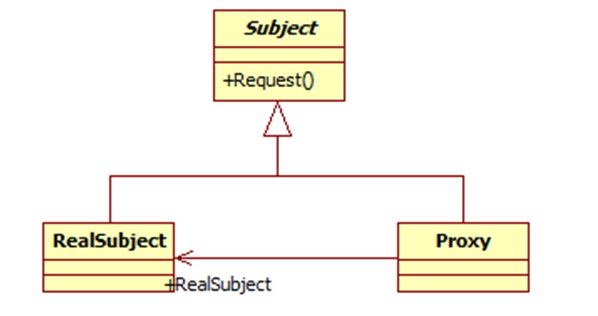 Subject
+Request()
RealSubject
Proxy
+RealSubject